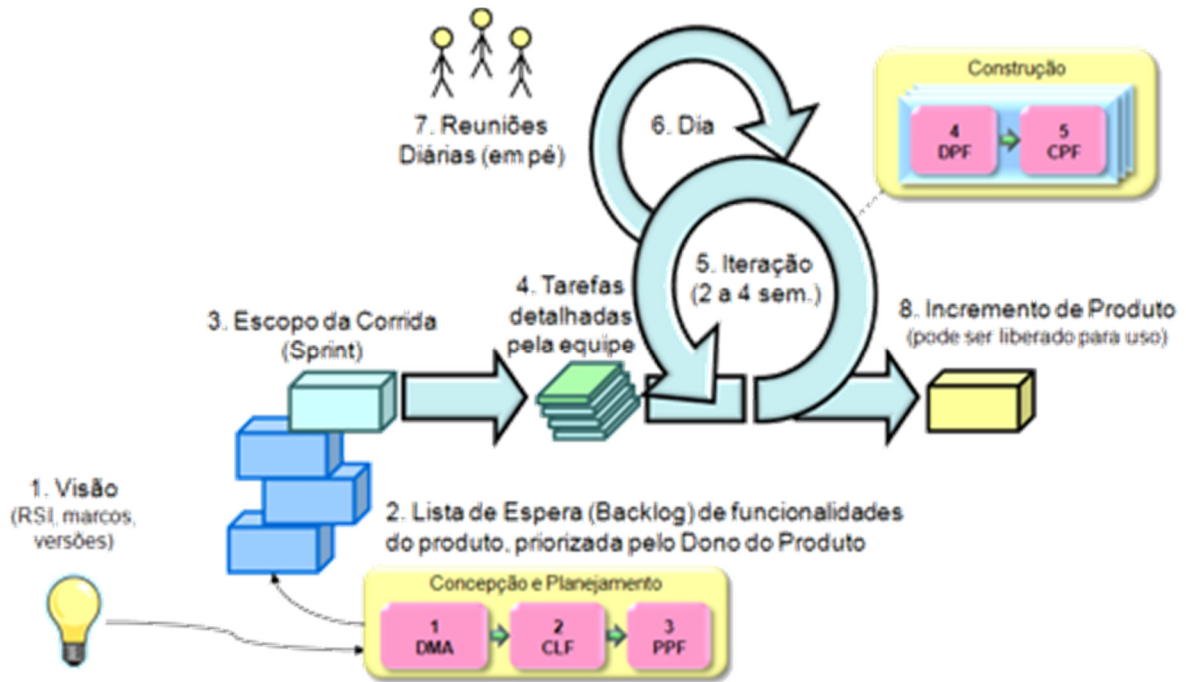 7. Reuniões
Diárias (em pé)
6. Dia
Construção
4
DPF
5
CPF
5. Iteração
(2 a 4 sem.)
4. Tarefas
detalhadas
pela equipe
3. Escopo da Corrida
(Sprint)
8. Incremento de Produto
(pode ser liberado para uso)
1. Visão
(RSI, marcos,
versões)
2. Lista de Espera (Backlog) de funcionalidades
do produto, priorizada pelo Dono do Produto
Concepção e Planejamento
1
DMA
2
CLF
3
PPF